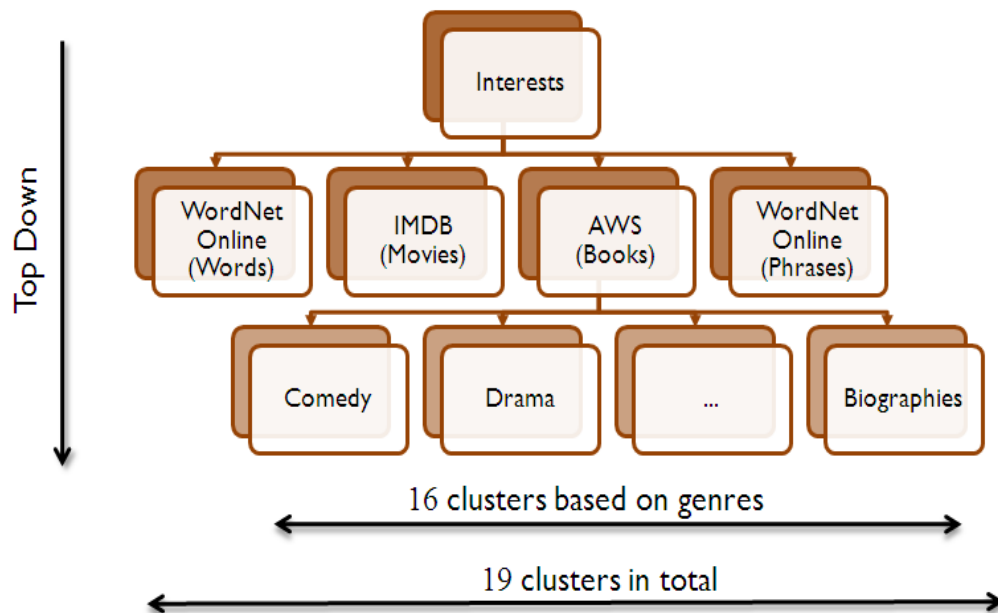 Interests
Top Down
WordNet
Online
(Words)
IMDB
(Movies)
AWS
(Books)
WordNet
Online
(Phrases)
Comedy
Drama
...
Biographies
16 clusters based on genres
19 clusters in total